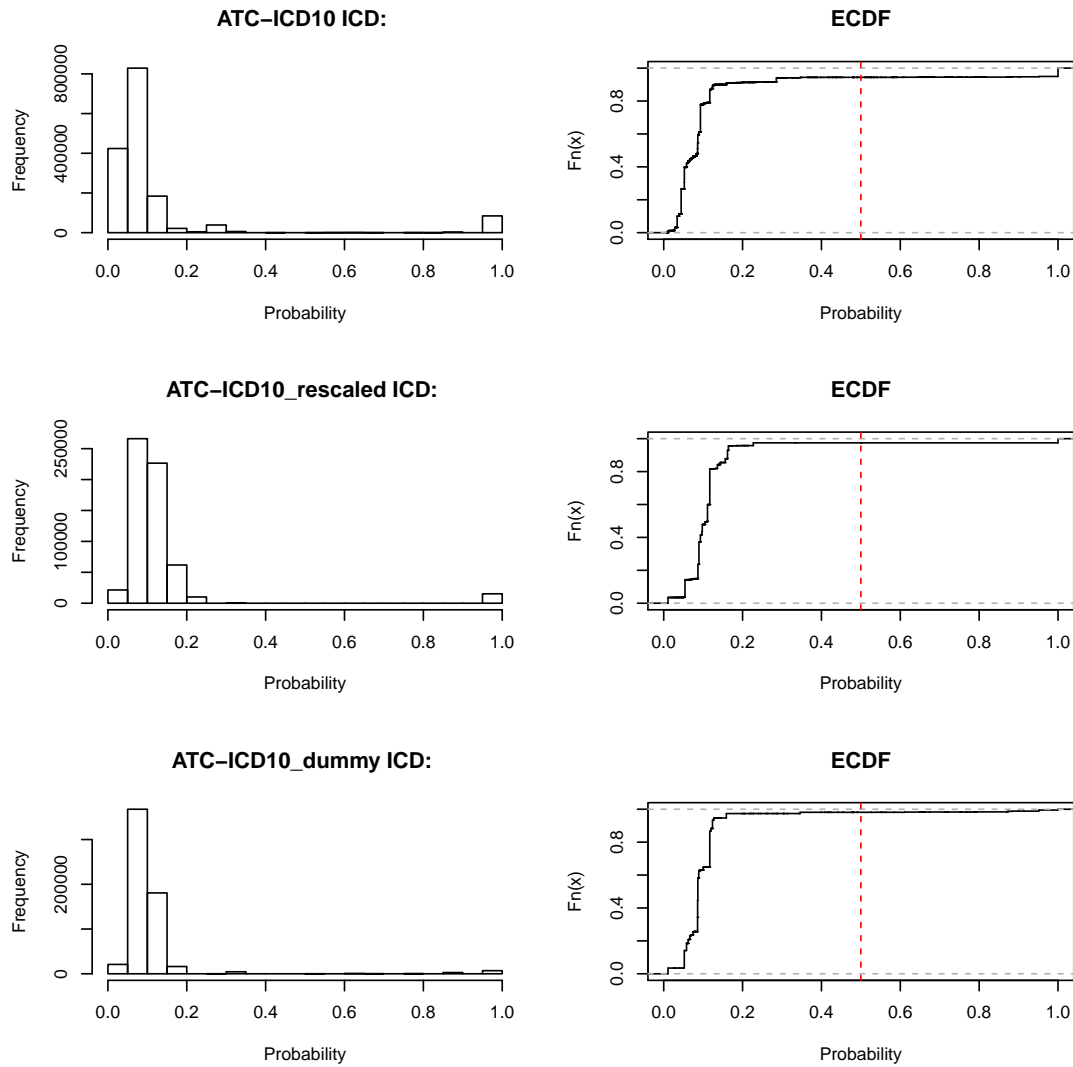 ATC−ICD10 ICD:
Frequency
0
400000
800000
0.0 0.2 0.4 0.6 0.8 1.0
Probability
ECDF
Fn(x)
0.0
0.4
0.8
0.0 0.2 0.4 0.6 0.8 1.0
Probability
ATC−ICD10_rescaled ICD:
Frequency
0
100000
250000
0.0 0.2 0.4 0.6 0.8 1.0
Probability
ECDF
Fn(x)
0.0
0.4
0.8
0.0 0.2 0.4 0.6 0.8 1.0
Probability
ATC−ICD10_dummy ICD:
Frequency
0
200000
0.0 0.2 0.4 0.6 0.8 1.0
Probability
ECDF
Fn(x)
0.0
0.4
0.8
0.0 0.2 0.4 0.6 0.8 1.0
Probability